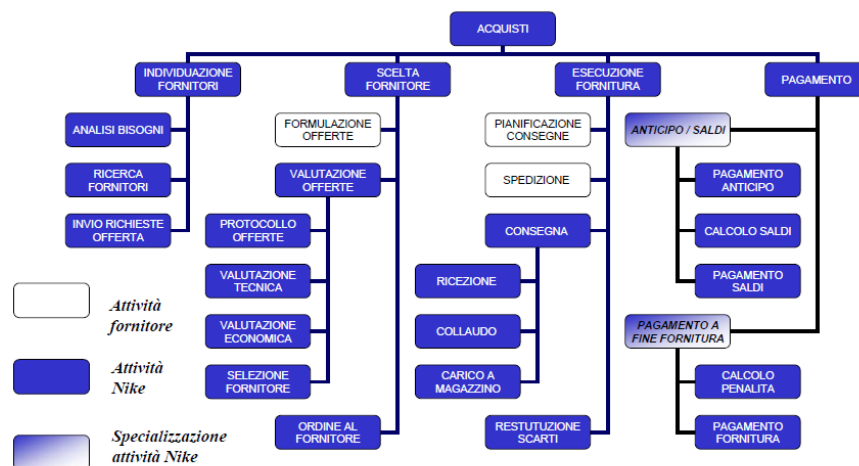 ACQUISTI
INDIVIDUAZIONE
FORNITORI
SCELTA
FORNITORE
ESECUZIONE
FORNITURA
PAGAMENTO
ANALISI BISOGNI
FORMULAZIONE
OFFERTE
PIANIFICAZIONE
CONSEGNE
ANTICIPO / SALDI
RICERCA
FORNITORI
VALUTAZIONE
OFFERTE
SPEDIZIONE
PAGAMENTO
ANTICIPO
INVIO RICHIESTE
OFFERTA
PROTOCOLLO
OFFERTE
CONSEGNA
CALCOLO SALDI
VALUTAZIONE
TECNICA
RICEZIONE
PAGAMENTO
SALDI
Attività
fornitore
VALUTAZIONE
ECONOMICA
COLLAUDO
PAGAMENTO A
FINE FORNITURA
Attività
Nike
SELEZIONE
FORNITORE
CARICO A
MAGAZZINO
CALCOLO
PENALITA
Specializzazione
attività Nike
ORDINE AL
FORNITORE
RESTUTUZIONE
SCARTI
PAGAMENTO
FORNITURA